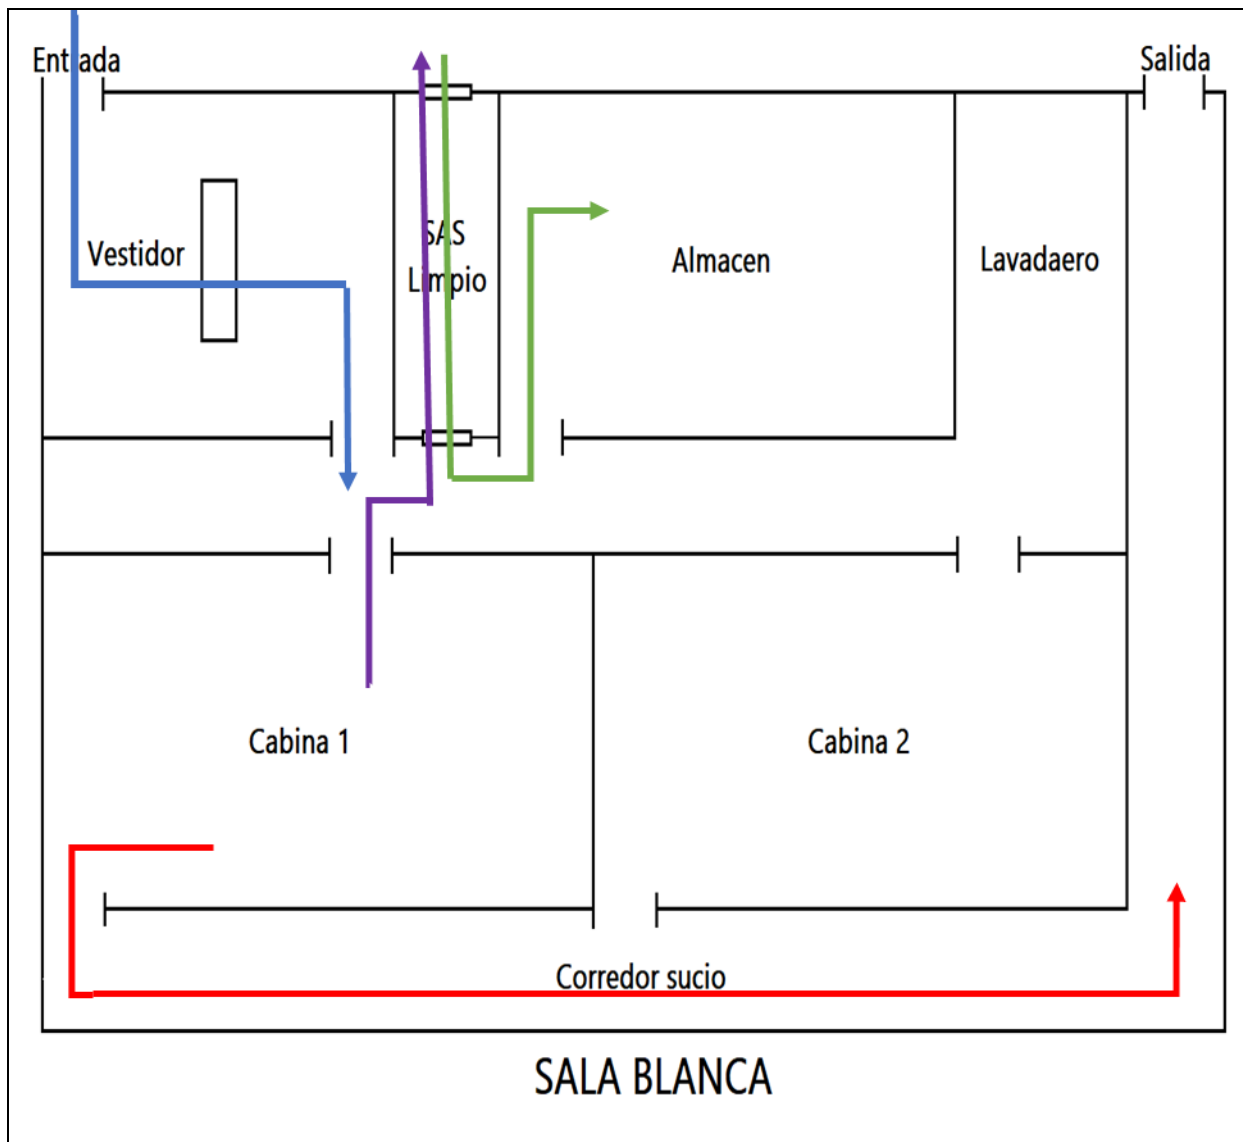 Entrada
Salida
Vestidor
SAS
Limpio
Almacen
Lavadaero
Cabina 1
Cabina 2
Corredor sucio
SALA BLANCA